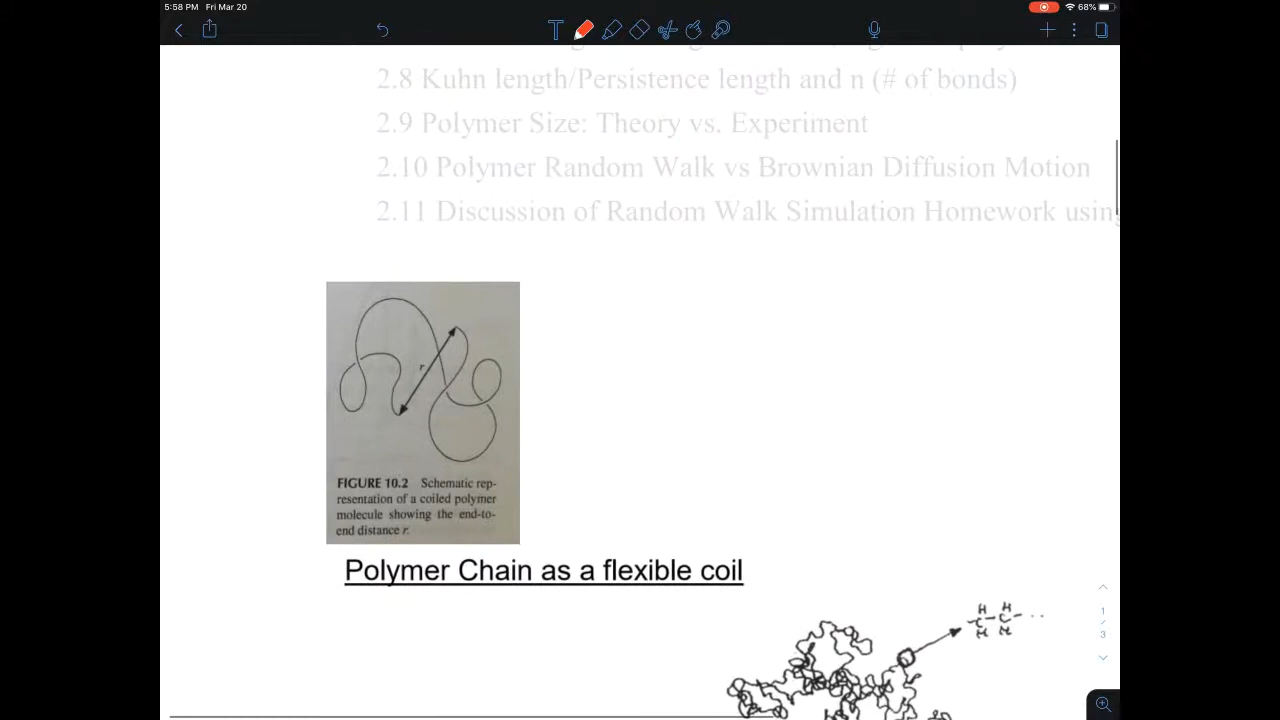 5:58 PM Fri Mar 20
68%
T
2.8 Kuhn length/Persistence length and n (# of bonds)
2.9 Polymer Size: Theory vs. Experiment
2.10 Polymer Random Walk vs Brownian Diffusion Motion
2.11 Discussion of Random Walk Simulation Homework using
r
FIGURE 10.2 Schematic rep-
resentation of a coiled polymer
molecule showing the end-to-
end distance r.
Polymer Chain as a flexible coil
H H
-C-C- ..
H H
1
/
3